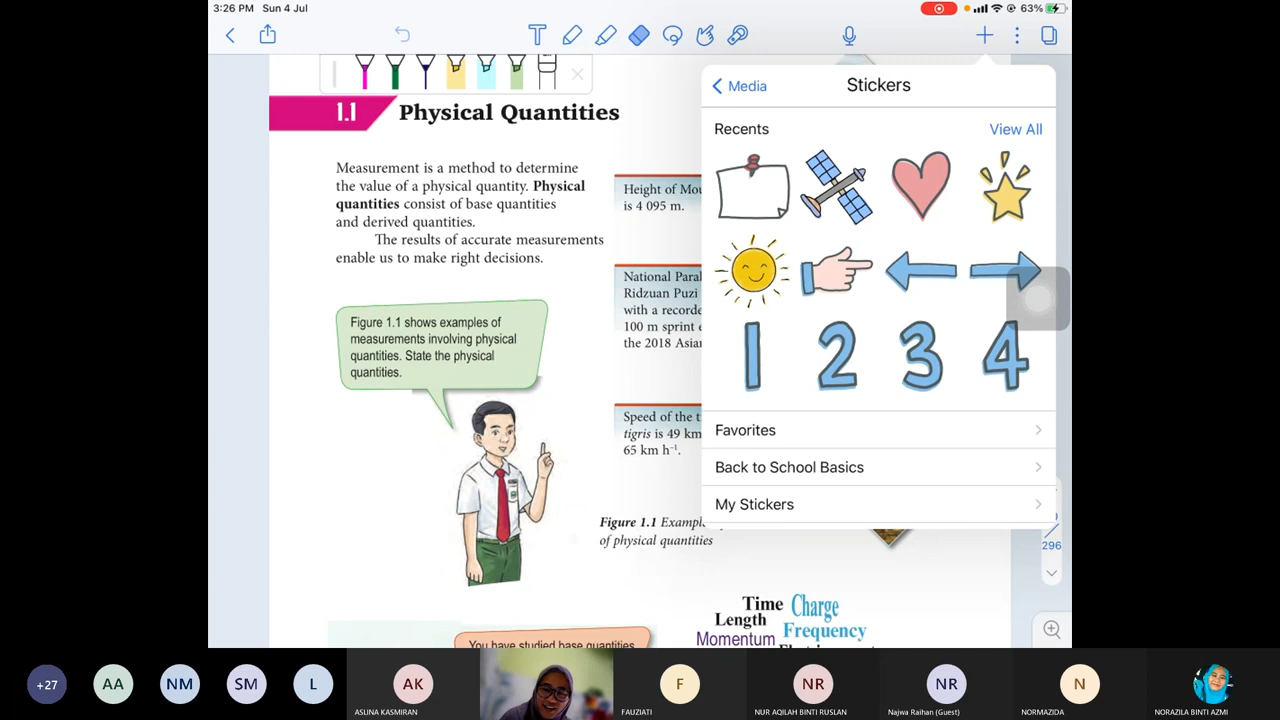 3:26 PM Sun 4 Jul
63%
Media
Stickers
Recents
View All
1 2 3 4
Favorites
Back to School Basics
My Stickers
1.1 Physical Quantities
Measurement is a method to determine
the value of a physical quantity. Physical
quantities consist of base quantities
and derived quantities.
The results of accurate measurements
enable us to make right decisions.
Figure 1.1 shows examples of
measurements involving physical
quantities. State the physical
quantities.
Height of
is 4 095 m.
National
Ridzuan Puzi
with a
100 m sprint
the 2018
Speed of the
tigris is 49
65 km h⁻¹.
Figure 1.1
of physical quantities
296
Time Charge
Length Frequency
Momentum
You have studied base quantities
+27
AA
NM
SM
L
AK
ASLINA KASMIRAN
F
FAUZIATI
NR
NUR AQILAH BINTI RUSLAN
NR
Najwa Raihan (Guest)
N
NORMAZIDA
NORAZILA BINTI AZMI